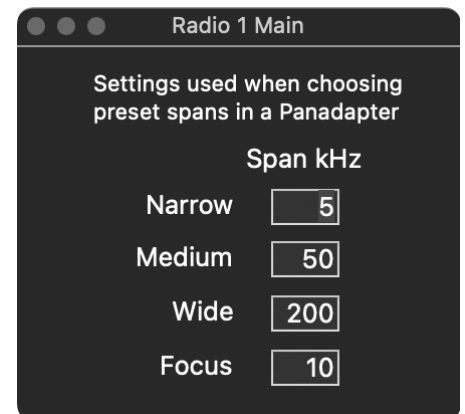 Radio 1 Main
Settings used when choosing
preset spans in a Panadapter
Span kHz
Narrow 5
Medium 50
Wide 200
Focus 10